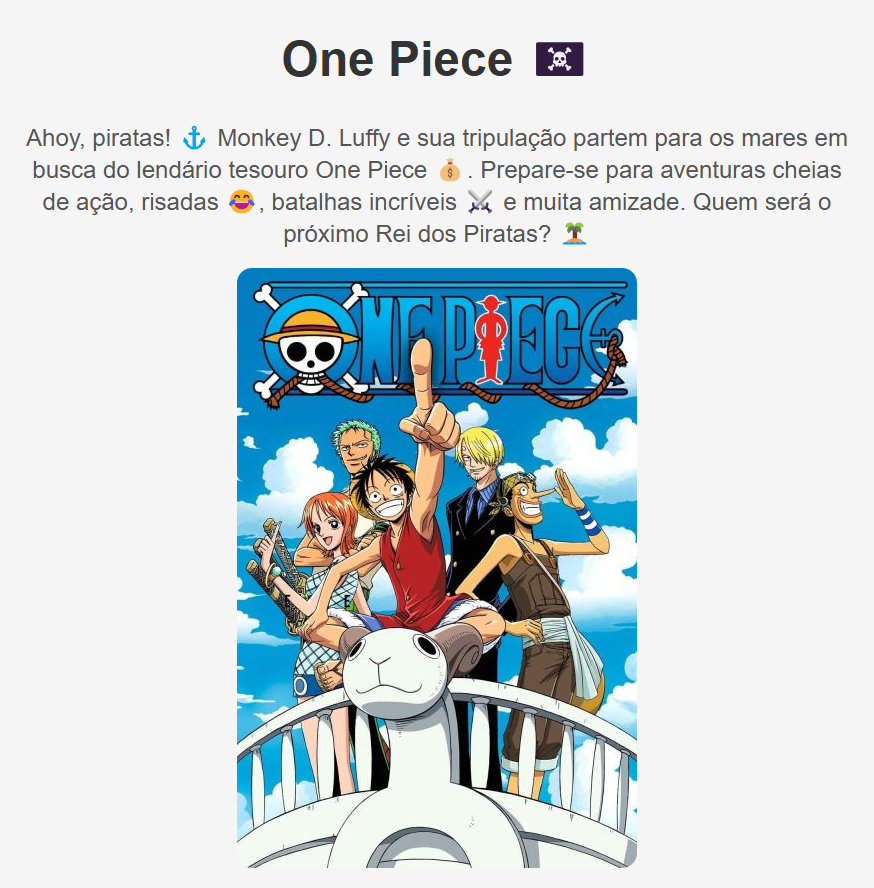 One Piece 🏴‍☠️
Ahoy, piratas! ⚓ Monkey D. Luffy e sua tripulação partem para os mares em
busca do lendário tesouro One Piece 💰. Prepare-se para aventuras cheias
de ação, risadas 😂, batalhas incríveis ⚔️ e muita amizade. Quem será o
próximo Rei dos Piratas? 🏝️
ONE PIECE